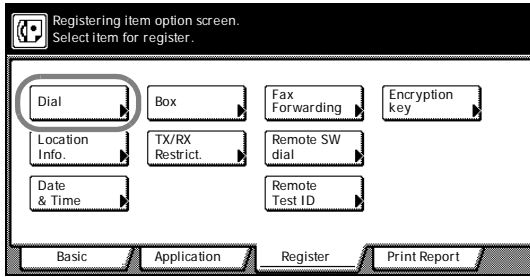 Registering item option screen.
Select item for register.
Dial
Box
Fax
Forwarding
Encryption
key
Location
Info.
TX/RX
Restrict.
Remote SW
dial
Date
& Time
Remote
Test ID
Basic
Application
Register
Print Report